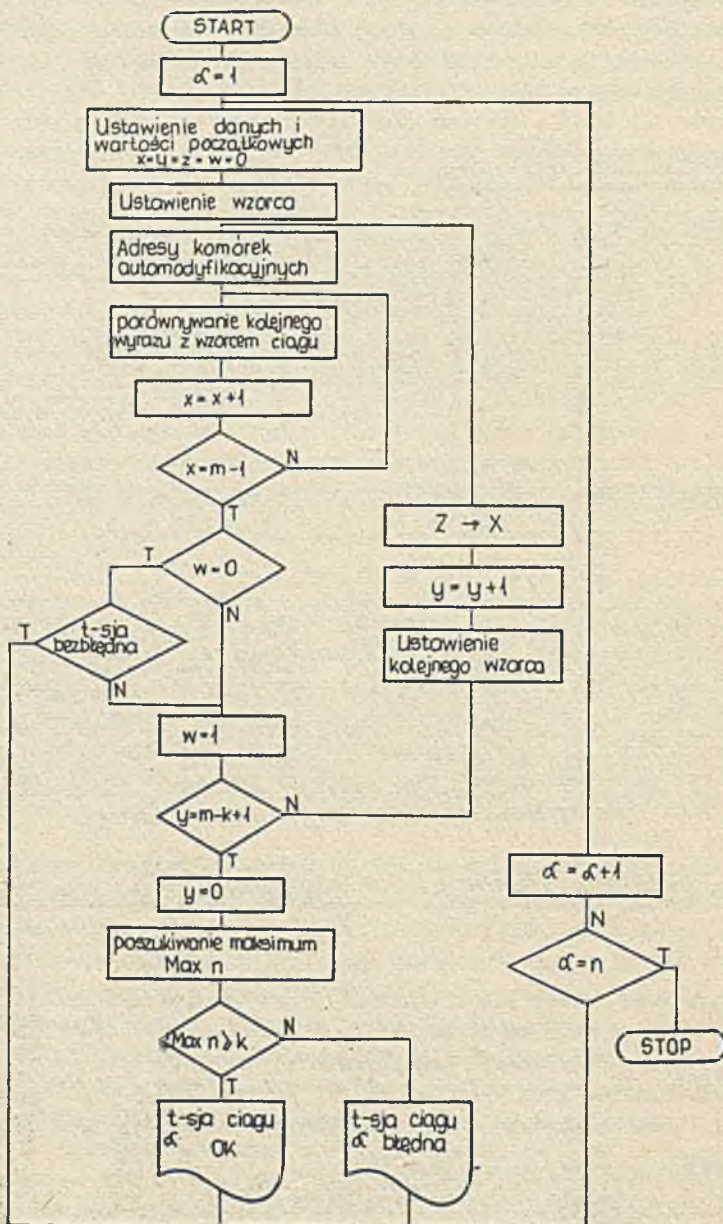 START
α = 1
Ustawienie danych i
wartości początkowych
x=y=z=w=0
Ustawienie wzorca
Adresy komórek
automodyfikacyjnych
porównywanie kolejnego
wyrazu z wzorcem ciągu
x = x+1
x=m-1
N
T
w=0
T
N
t-sja
bezbłędna
T
N
w=1
y=m-k+1
N
T
y=0
poszukiwanie maksimum
Max n
Max n⩾k
N
T
t-sja ciągu
α OK
t-sja ciągu
α błędna
Z → X
y = y+1
Ustawienie
kolejnego wzorca
α = α+1
N
α=n
T
STOP